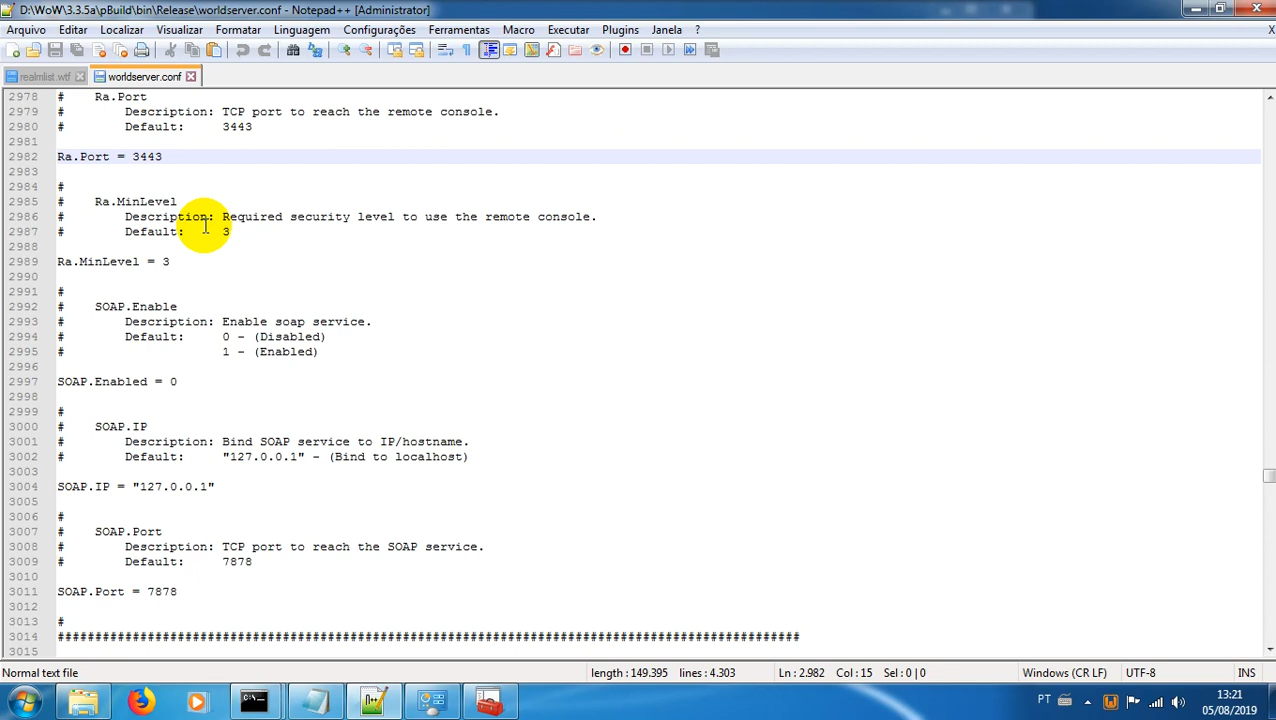 D:\WoW\3.3.5a\pBuild\bin\Release\worldserver.conf - Notepad++ [Administrator]
Arquivo Editar Localizar Visualizar Formatar Linguagem Configurações Ferramentas Macro Executar Plugins Janela ? X
realmlist.wtf worldserver.conf
2978 # Ra.Port
2979 # Description: TCP port to reach the remote console.
2980 # Default: 3443
2981
2982 Ra.Port = 3443
2983
2984 #
2985 # Ra.MinLevel
2986 # Description: Required security level to use the remote console.
2987 # Default: 3
2988
2989 Ra.MinLevel = 3
2990
2991 #
2992 # SOAP.Enable
2993 # Description: Enable soap service.
2994 # Default: 0 - (Disabled)
2995 # 1 - (Enabled)
2996
2997 SOAP.Enabled = 0
2998
2999 #
3000 # SOAP.IP
3001 # Description: Bind SOAP service to IP/hostname.
3002 # Default: "127.0.0.1" - (Bind to localhost)
3003
3004 SOAP.IP = "127.0.0.1"
3005
3006 #
3007 # SOAP.Port
3008 # Description: TCP port to reach the SOAP service.
3009 # Default: 7878
3010
3011 SOAP.Port = 7878
3012
3013 #
3014 ###################################################################################################
3015
Normal text file length : 149.395 lines : 4.303 Ln : 2.982 Col : 15 Sel : 0 | 0 Windows (CR LF) UTF-8 INS
PT 13:21
05/08/2019